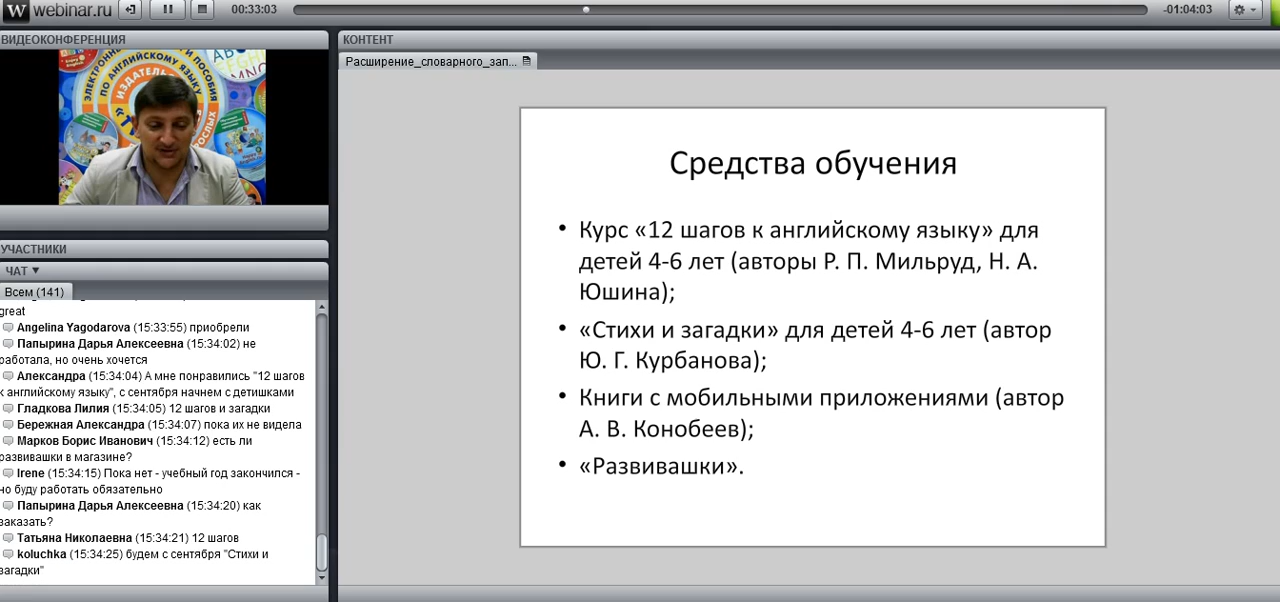 webinar.ru
00:33:03
-01:04:03
ВИДЕОКОНФЕРЕНЦИЯ
ЭЛЕКТРОННЫЕ
ПОСОБИЯ
ПО АНГЛИЙСКОМУ ЯЗЫКУ
УЧАСТНИКИ
ЧАТ
Всем (141)
great
Angelina Yagodarova (15:33:55) приобрели
Папырина Дарья Алексеевна (15:34:02) не
работала, но очень хочется
Александра (15:34:04) А мне понравились "12 шагов
к английскому языку", с сентября начнем с детишками
Гладкова Лилия (15:34:05) 12 шагов и загадки
Бережная Александра (15:34:07) пока их не видела
Марков Борис Иванович (15:34:12) есть ли
развивашки в магазине?
Irene (15:34:15) Пока нет - учебный год закончился -
но буду работать обязательно
Папырина Дарья Алексеевна (15:34:20) как
заказать?
Татьяна Николаевна (15:34:21) 12 шагов
koluchka (15:34:25) будем с сентября "Стихи и
загадки"
КОНТЕНТ
Расширение_словарного_зап...
Средства обучения
• Курс «12 шагов к английскому языку» для
детей 4-6 лет (авторы Р. П. Мильруд, Н. А.
Юшина);
• «Стихи и загадки» для детей 4-6 лет (автор
Ю. Г. Курбанова);
• Книги с мобильными приложениями (автор
А. В. Конобеев);
• «Развивашки».